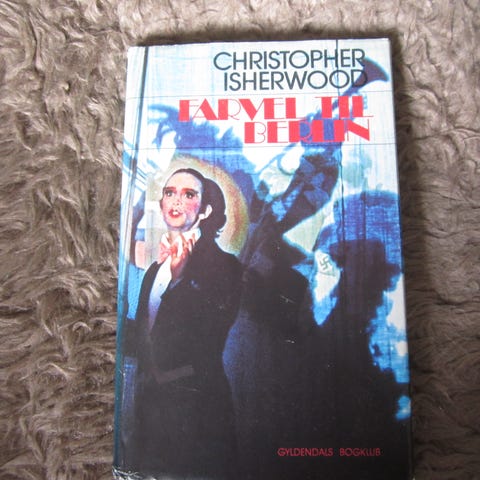 CHRISTOPHER
ISHERWOOD
FARVEL TIL
BERLIN
GYLDENDALS BOGKLUB